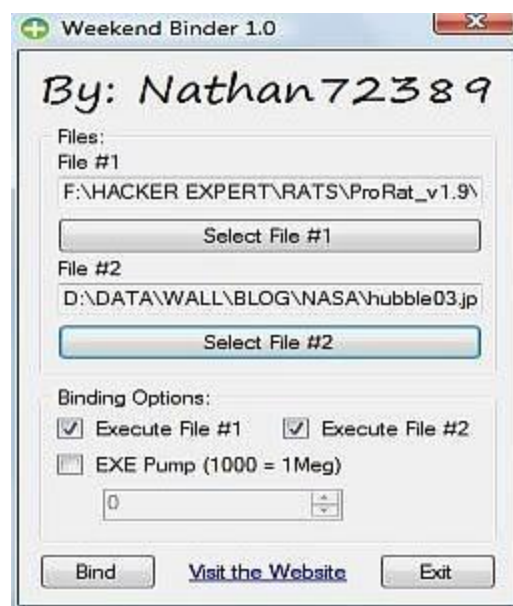 Weekend Binder 1.0
By: Nathan72389
Files:
File #1
F:\HACKER EXPERT\RATS\ProRat_v1.9\
Select File #1
File #2
D:\DATA\WALL\BLOG\NASA\hubble03.jp
Select File #2
Binding Options:
Execute File #1 Execute File #2
EXE Pump (1000 = 1Meg)
0
Bind Visit the Website Exit